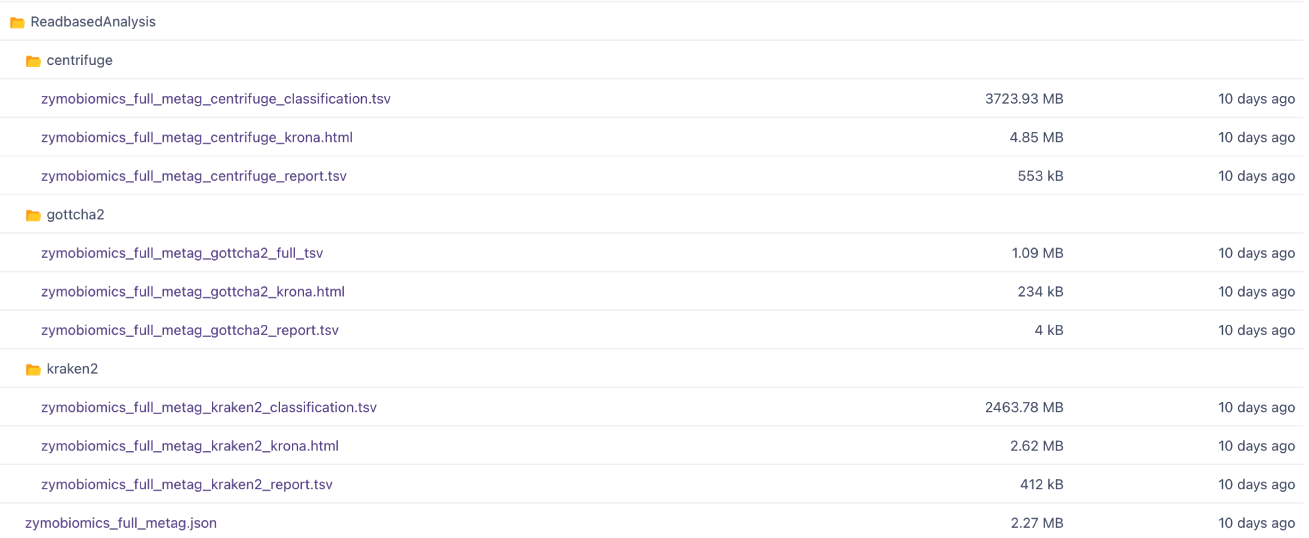 ReadbasedAnalysis
centrifuge
zymobiomics_full_metag_centrifuge_classification.tsv 3723.93 MB 10 days ago
zymobiomics_full_metag_centrifuge_krona.html 4.85 MB 10 days ago
zymobiomics_full_metag_centrifuge_report.tsv 553 kB 10 days ago
gottcha2
zymobiomics_full_metag_gottcha2_full_tsv 1.09 MB 10 days ago
zymobiomics_full_metag_gottcha2_krona.html 234 kB 10 days ago
zymobiomics_full_metag_gottcha2_report.tsv 4 kB 10 days ago
kraken2
zymobiomics_full_metag_kraken2_classification.tsv 2463.78 MB 10 days ago
zymobiomics_full_metag_kraken2_krona.html 2.62 MB 10 days ago
zymobiomics_full_metag_kraken2_report.tsv 412 kB 10 days ago
zymobiomics_full_metag.json 2.27 MB 10 days ago